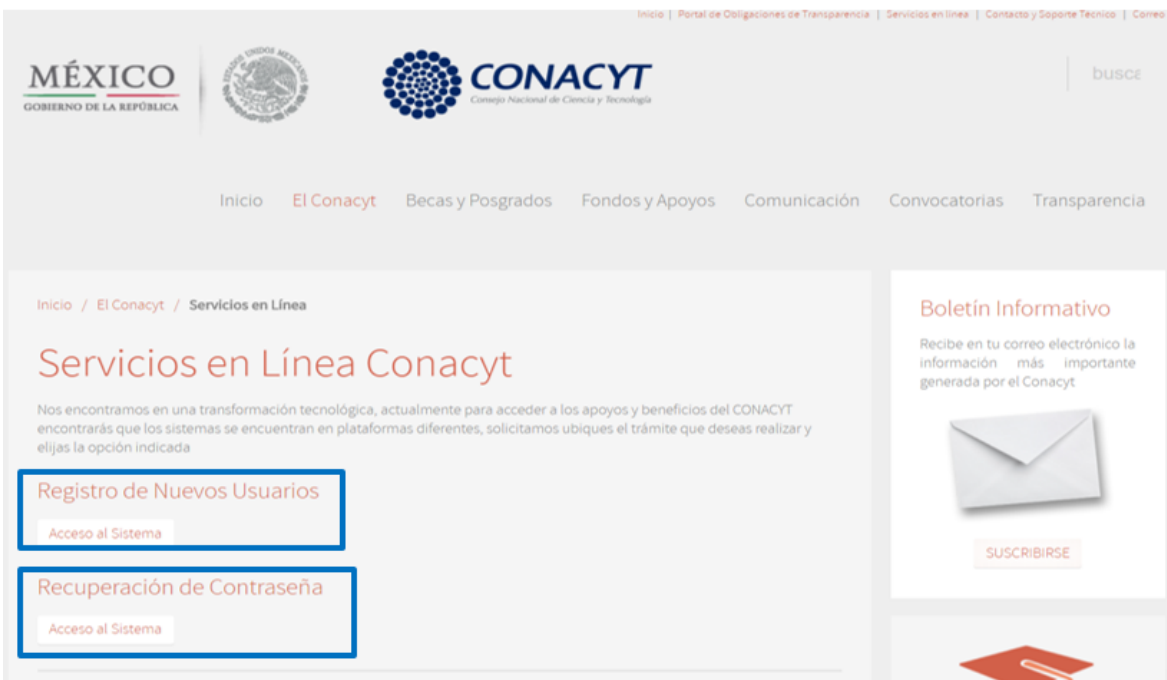 Inicio | Portal de Obligaciones de Transparencia | Servicios en línea | Contacto y Soporte Técnico | Correo
MÉXICO
GOBIERNO DE LA REPÚBLICA
ESTADOS UNIDOS MEXICANOS
CONACYT
Consejo Nacional de Ciencia y Tecnología
busca
Inicio El Conacyt Becas y Posgrados Fondos y Apoyos Comunicación Convocatorias Transparencia
Inicio / El Conacyt / Servicios en Línea
Servicios en Línea Conacyt
Nos encontramos en una transformación tecnológica, actualmente para acceder a los apoyos y beneficios del CONACYT
encontrarás que los sistemas se encuentran en plataformas diferentes, solicitamos ubiques el trámite que deseas realizar y
elijas la opción indicada
Registro de Nuevos Usuarios
Acceso al Sistema
Recuperación de Contraseña
Acceso al Sistema
Boletín Informativo
Recibe en tu correo electrónico la
información más importante
generada por el Conacyt
SUSCRIBIRSE